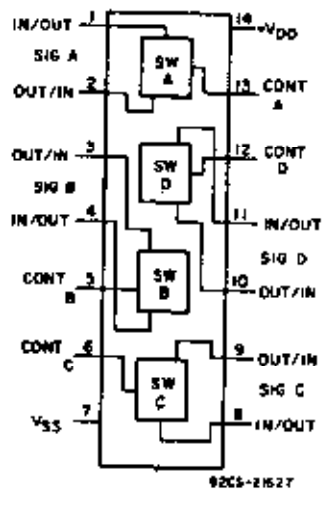 IN/OUT 1 14 VDD
SIG A SW A
OUT/IN 2 13 CONT A
OUT/IN 3 12 CONT D
SIG B SW D
IN/OUT 4 11 IN/OUT
SIG D
CONT B 5 SW B 10 OUT/IN
CONT C 6 9 OUT/IN
SW C SIG C
VSS 7 8 IN/OUT
92CS-21627